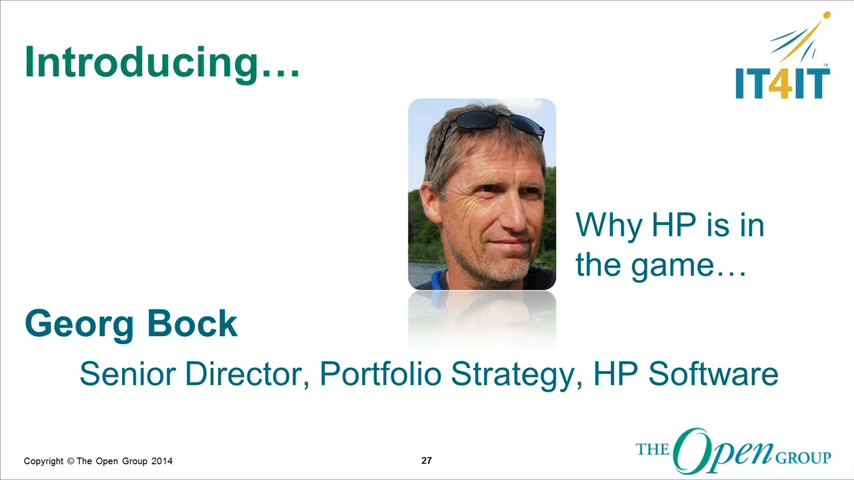 Introducing…
IT4IT™
Why HP is in
the game…
Georg Bock
Senior Director, Portfolio Strategy, HP Software
Copyright © The Open Group 2014
27
THE Open GROUP